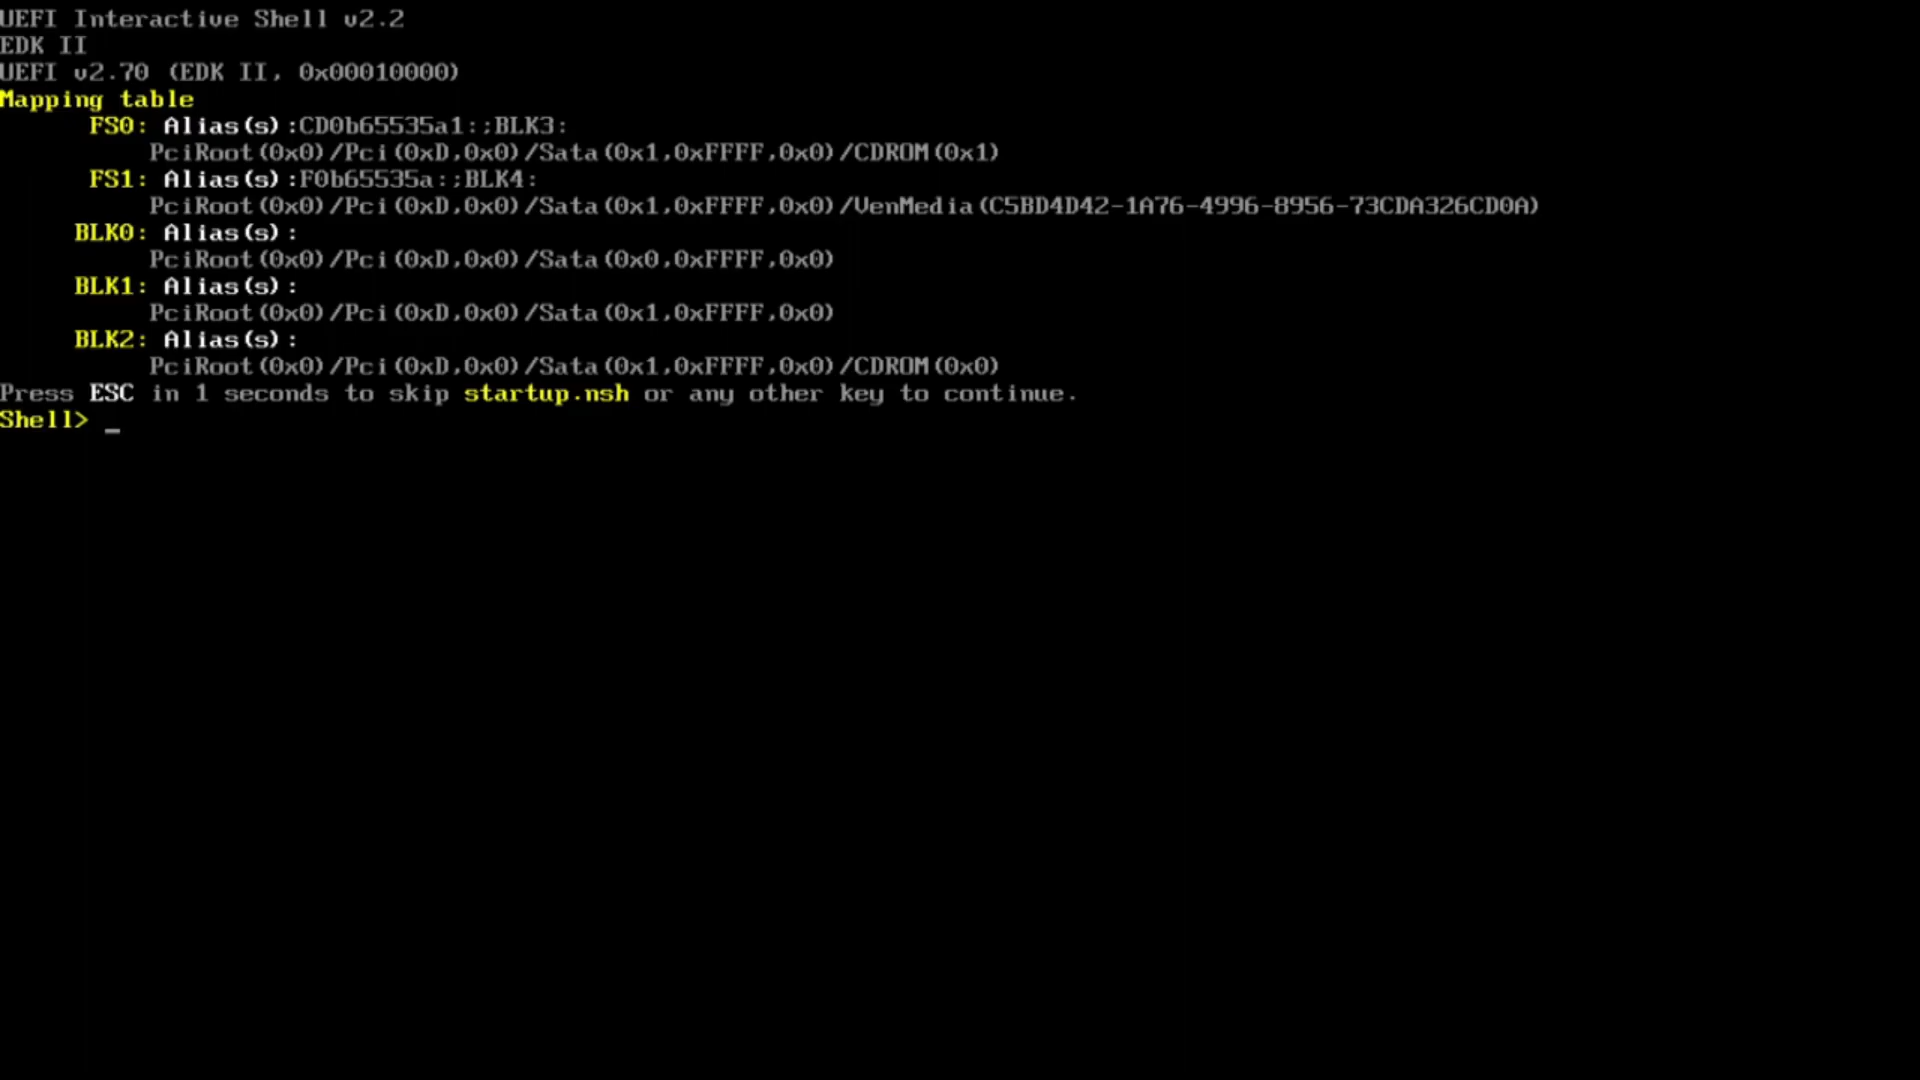 UEFI Interactive Shell v2.2
EDK II
UEFI v2.70 (EDK II, 0x00010000)
Mapping table
FS0: Alias(s):CD0b65535a1:;BLK3:
PciRoot(0x0)/Pci(0xD,0x0)/Sata(0x1,0xFFFF,0x0)/CDROM(0x1)
FS1: Alias(s):F0b65535a:;BLK4:
PciRoot(0x0)/Pci(0xD,0x0)/Sata(0x1,0xFFFF,0x0)/VenMedia(C5BD4D42-1A76-4996-8956-73CDA326CD0A)
BLK0: Alias(s):
PciRoot(0x0)/Pci(0xD,0x0)/Sata(0x0,0xFFFF,0x0)
BLK1: Alias(s):
PciRoot(0x0)/Pci(0xD,0x0)/Sata(0x1,0xFFFF,0x0)
BLK2: Alias(s):
PciRoot(0x0)/Pci(0xD,0x0)/Sata(0x1,0xFFFF,0x0)/CDROM(0x0)
Press ESC in 1 seconds to skip startup.nsh or any other key to continue.
Shell> _